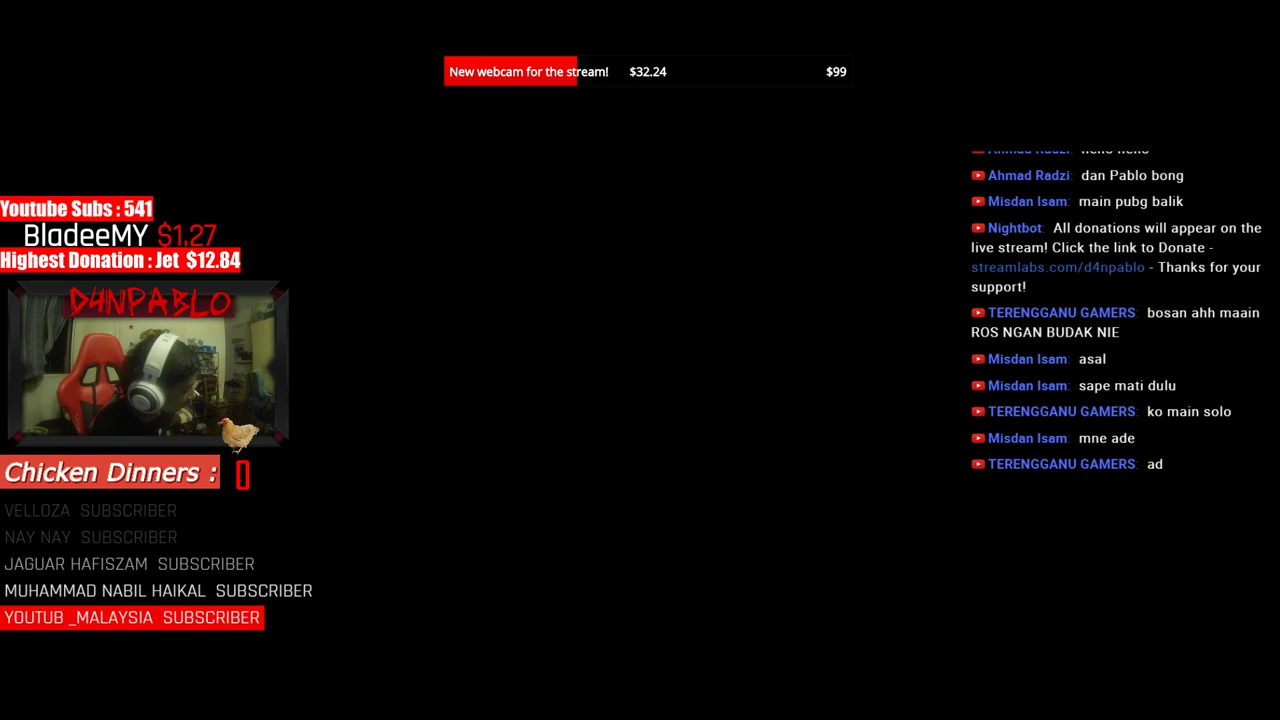 New webcam for the stream! $32.24 $99
Youtube Subs : 541
BladeeMY $1.27
Highest Donation : Jet $12.84
D4NPABLO
Chicken Dinners : 0
VELLOZA SUBSCRIBER
NAY NAY SUBSCRIBER
JAGUAR HAFISZAM SUBSCRIBER
MUHAMMAD NABIL HAIKAL SUBSCRIBER
YOUTUB _MALAYSIA SUBSCRIBER
Ahmad Radzi: hello hello
Ahmad Radzi: dan Pablo bong
Misdan Isam: main pubg balik
Nightbot: All donations will appear on the
live stream! Click the link to Donate -
streamlabs.com/d4npablo - Thanks for your
support!
TERENGGANU GAMERS: bosan ahh maain
ROS NGAN BUDAK NIE
Misdan Isam: asal
Misdan Isam: sape mati dulu
TERENGGANU GAMERS: ko main solo
Misdan Isam: mne ade
TERENGGANU GAMERS: ad